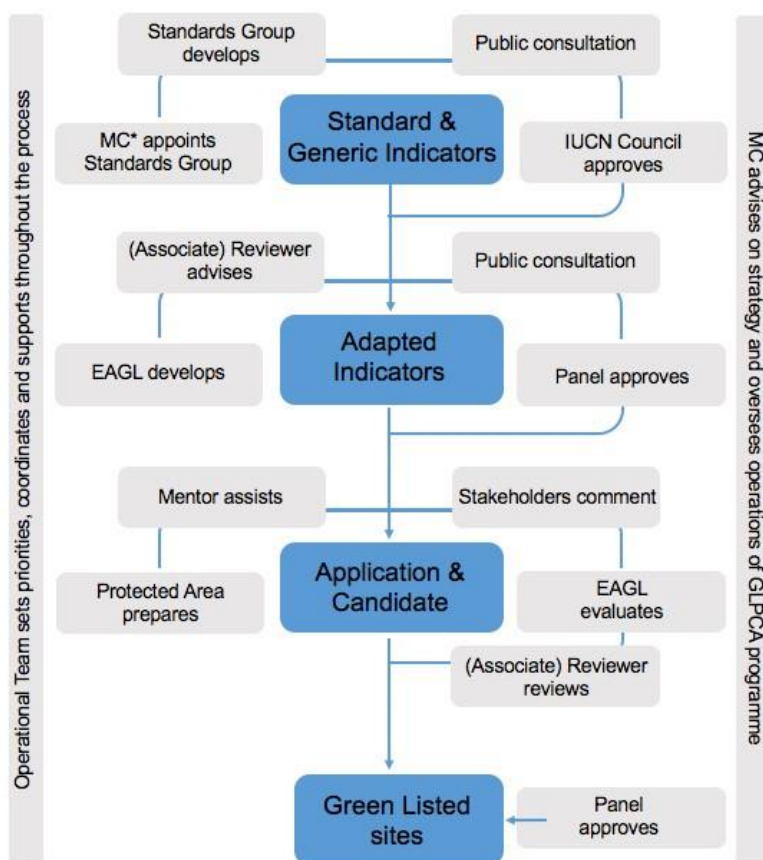 Operational Team sets priorities, coordinates and supports throughout the process
Standards Group
develops
Public consultation
MC* appoints
Standards Group
Standard &
Generic Indicators
IUCN Council
approves
(Associate) Reviewer
advises
Public consultation
EAGL develops
Adapted
Indicators
Panel approves
Mentor assists
Stakeholders comment
Protected Area
prepares
Application &
Candidate
EAGL
evaluates
(Associate) Reviewer
reviews
Green Listed
sites
Panel
approves
MC advises on strategy and oversees operations of GLPCA programme